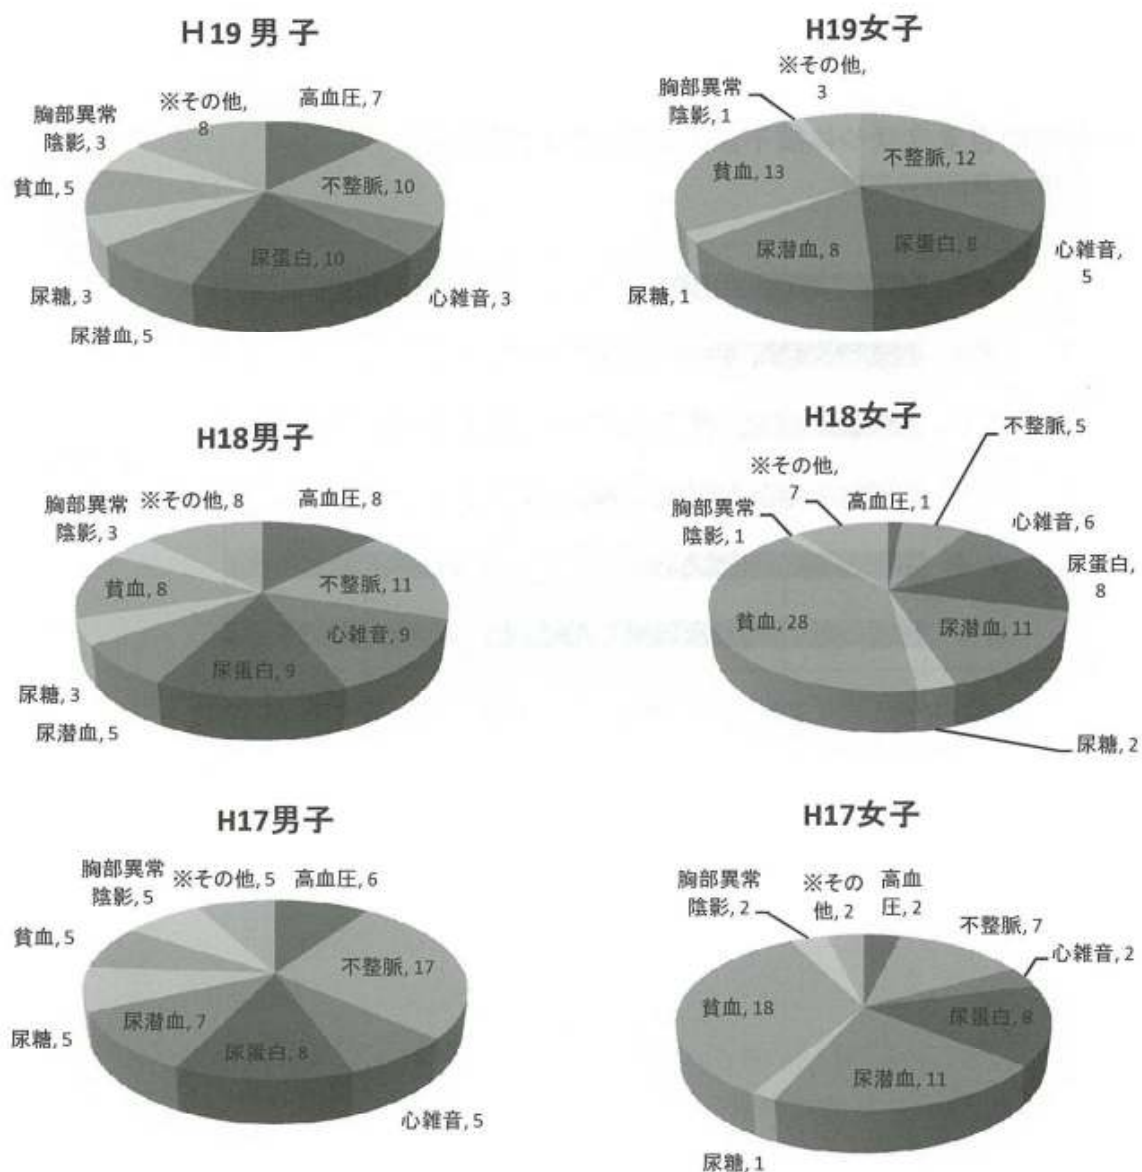 H19男子
※その他,
8
高血圧, 7
胸部異常
陰影, 3
貧血, 5
不整脈, 10
尿蛋白, 10
尿糖, 3
心雑音, 3
尿潜血, 5
H19女子
※その他,
3
胸部異常
陰影, 1
貧血, 13
不整脈, 12
尿潜血, 8
尿蛋白, 8
心雑音,
5
尿糖, 1
H18男子
※その他, 8
高血圧, 8
胸部異常
陰影, 3
貧血, 8
不整脈, 11
心雑音, 9
尿蛋白, 9
尿糖, 3
尿潜血, 5
H18女子
不整脈, 5
※その他,
7
高血圧, 1
胸部異常
陰影, 1
心雑音, 6
尿蛋白,
8
貧血, 28
尿潜血, 11
尿糖, 2
H17男子
胸部異常
陰影, 5
※その他, 5
高血圧, 6
貧血, 5
不整脈, 17
尿潜血, 7
尿糖, 5
尿蛋白, 8
心雑音, 5
H17女子
胸部異常
陰影, 2
※その
他, 2
高血
圧, 2
不整脈, 7
心雑音, 2
貧血, 18
尿蛋白, 8
尿潜血, 11
尿糖, 1